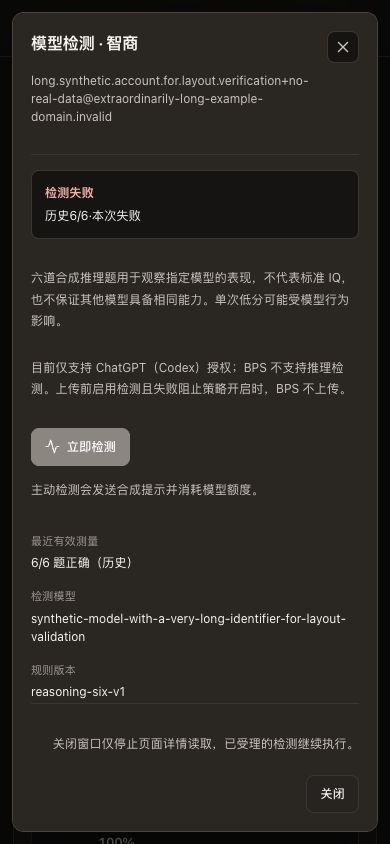 模型检测 · 智商
long.synthetic.account.for.layout.verification+no-
real-data@extraordinarily-long-example-
domain.invalid
检测失败
历史6/6·本次失败
六道合成推理题用于观察指定模型的表现，不代表标准 IQ，
也不保证其他模型具备相同能力。单次低分可能受模型行为
影响。
目前仅支持 ChatGPT（Codex）授权；BPS 不支持推理检
测。上传前启用检测且失败阻止策略开启时，BPS 不上传。
立即检测
主动检测会发送合成提示并消耗模型额度。
最近有效测量
6/6 题正确（历史）
检测模型
synthetic-model-with-a-very-long-identifier-for-layout-
validation
规则版本
reasoning-six-v1
关闭窗口仅停止页面详情读取，已受理的检测继续执行。
关闭
100%